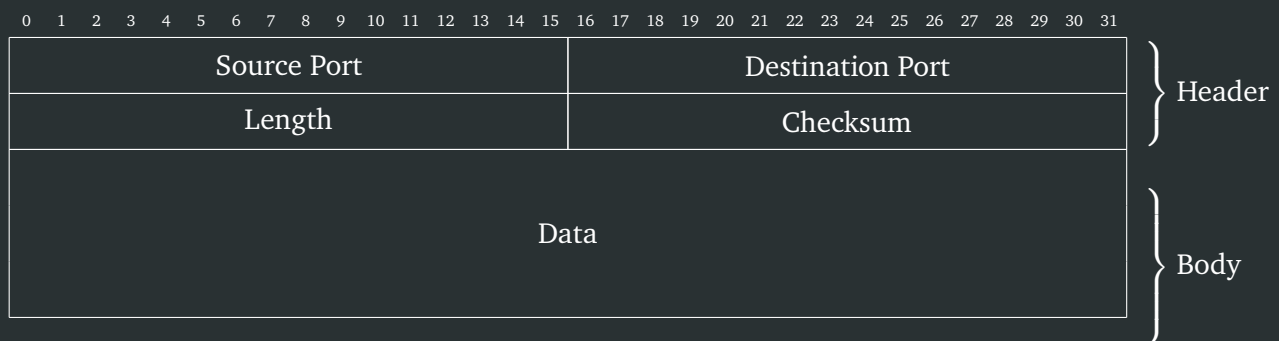 0 1 2 3 4 5 6 7 8 9 10 11 12 13 14 15 16 17 18 19 20 21 22 23 24 25 26 27 28 29 30 31
Source Port Destination Port
Header
Length Checksum
Data
Body